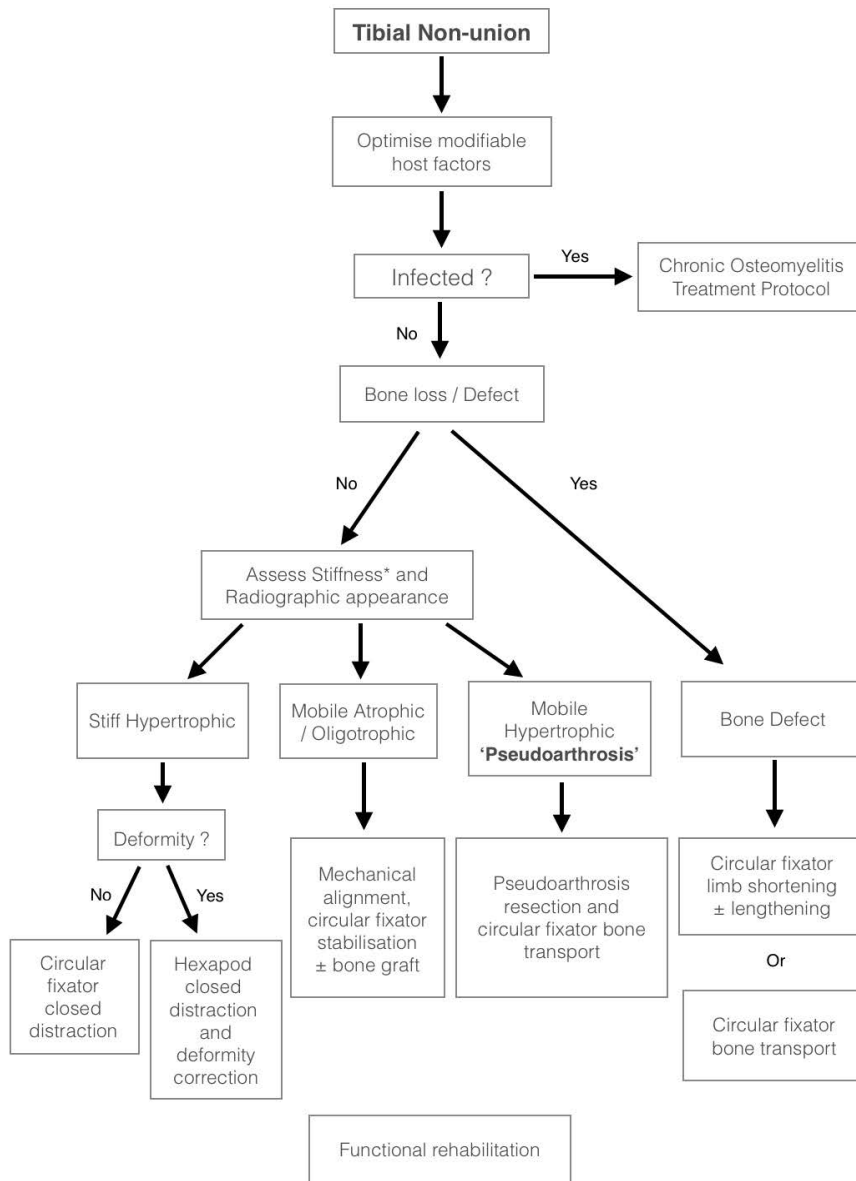 Tibial Non-union
Optimise modifiable
host factors
Infected ?
Yes
Chronic Osteomyelitis
Treatment Protocol
No
Bone loss / Defect
No
Yes
Assess Stiffness* and
Radiographic appearance
Stiff Hypertrophic
Mobile Atrophic
/ Oligotrophic
Mobile
Hypertrophic
‘Pseudoarthrosis’
Bone Defect
Deformity ?
No
Yes
Circular
fixator
closed
distraction
Hexapod
closed
distraction
and
deformity
correction
Mechanical
alignment,
circular fixator
stabilisation
± bone graft
Pseudoarthrosis
resection and
circular fixator bone
transport
Circular fixator
limb shortening
± lengthening
Or
Circular fixator
bone transport
Functional rehabilitation